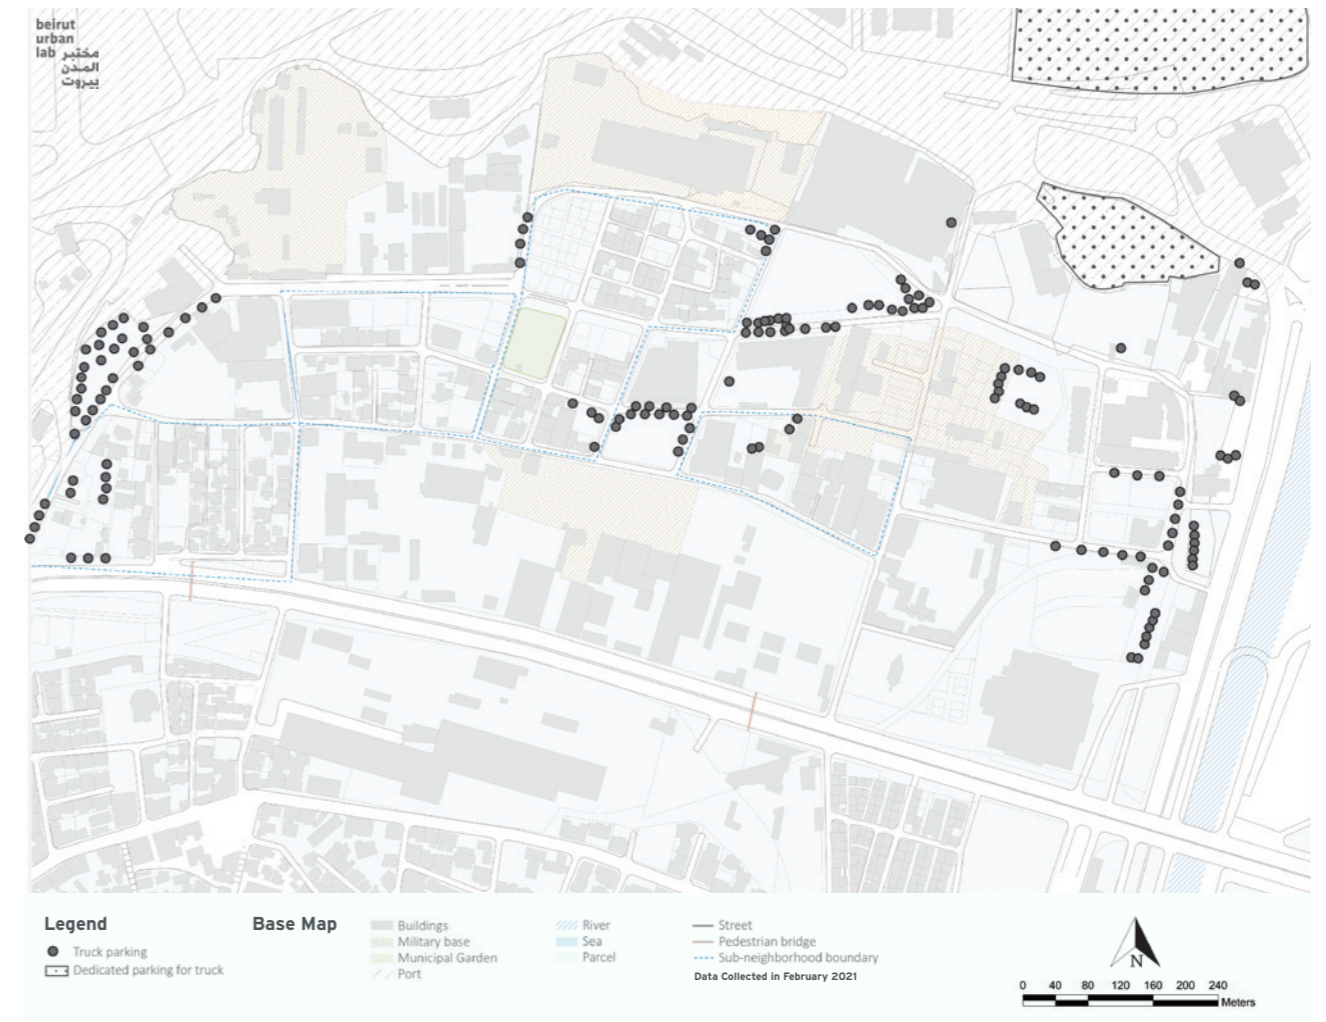 beirut
urban
lab مختبر
المدن
بيروت
Legend
Truck parking
Dedicated parking for truck
Base Map
Buildings
Military base
Municipal Garden
Port
River
Sea
Parcel
Street
Pedestrian bridge
Sub-neighborhood boundary
Data Collected in February 2021
N
0 40 80 120 160 200 240
Meters